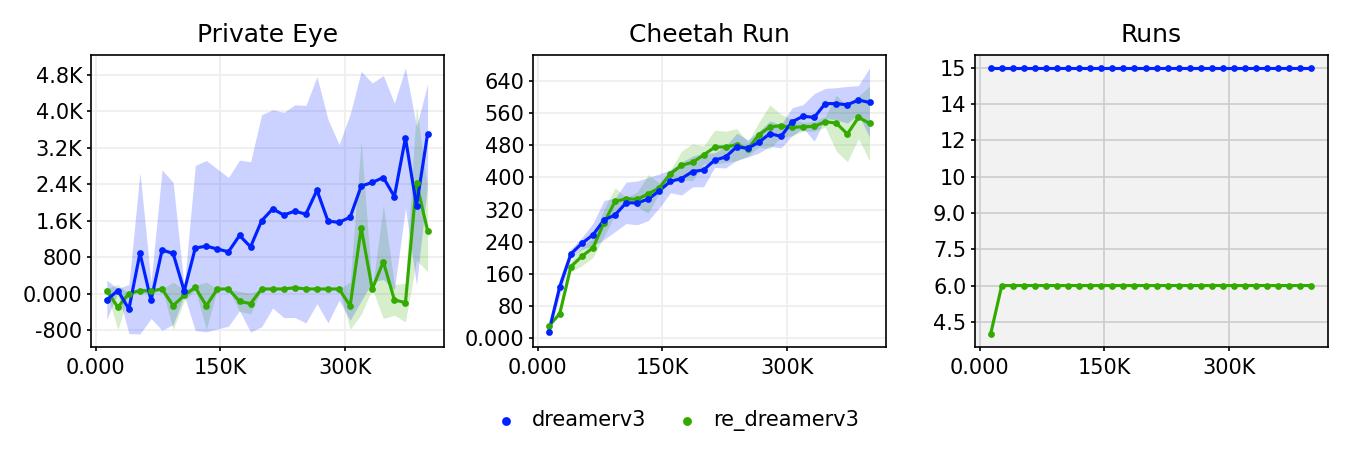 Private Eye
4.8K
4.0K
3.2K
2.4K
1.6K
800
0.000
-800
0.000 150K 300K
Cheetah Run
640
560
480
400
320
240
160
80
0.000
0.000 150K 300K
Runs
15
14
12
10
9.0
7.5
6.0
4.5
0.000 150K 300K
dreamerv3 re_dreamerv3